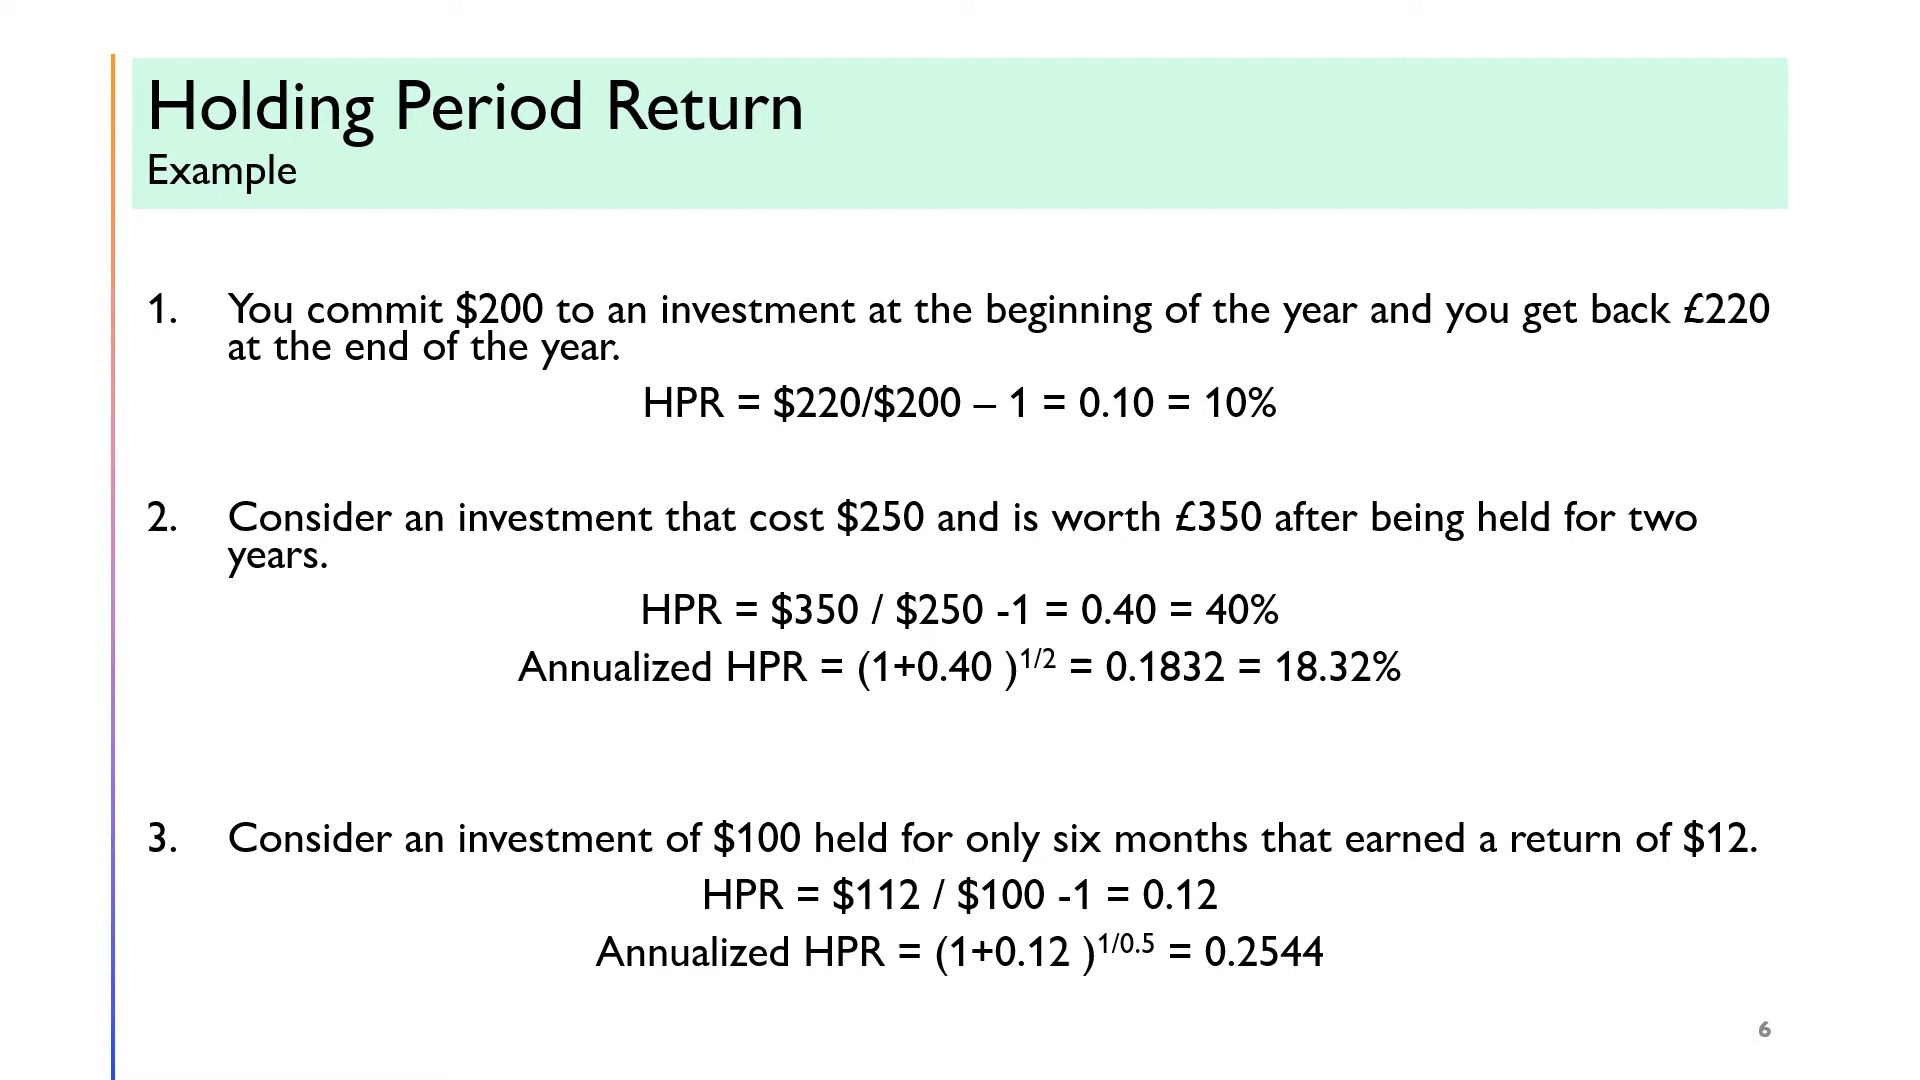 Holding Period Return
Example
1. You commit $200 to an investment at the beginning of the year and you get back £220
at the end of the year.
HPR = $220/$200 – 1 = 0.10 = 10%
2. Consider an investment that cost $250 and is worth £350 after being held for two
years.
HPR = $350 / $250 -1 = 0.40 = 40%
Annualized HPR = (1+0.40 )^1/2 = 0.1832 = 18.32%
3. Consider an investment of $100 held for only six months that earned a return of $12.
HPR = $112 / $100 -1 = 0.12
Annualized HPR = (1+0.12 )^1/0.5 = 0.2544
6